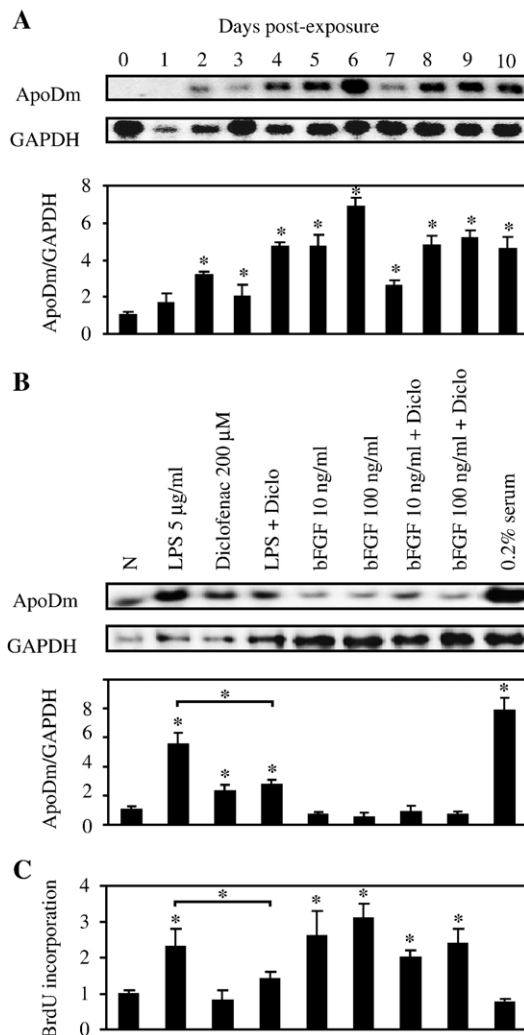 A
Days post-exposure
0 1 2 3 4 5 6 7 8 9 10
ApoDm
GAPDH
ApoDm/GAPDH
8
6
4
2
0
* * * * * * * * *
B
N
LPS 5 μg/ml
Diclofenac 200 μM
LPS + Diclo
bFGF 10 ng/ml
bFGF 100 ng/ml
bFGF 10 ng/ml + Diclo
bFGF 100 ng/ml + Diclo
0.2% serum
ApoDm
GAPDH
ApoDm/GAPDH
8
6
4
2
0
* * * * *
C
BrdU incorporation
4
3
2
1
0
* * * * * *